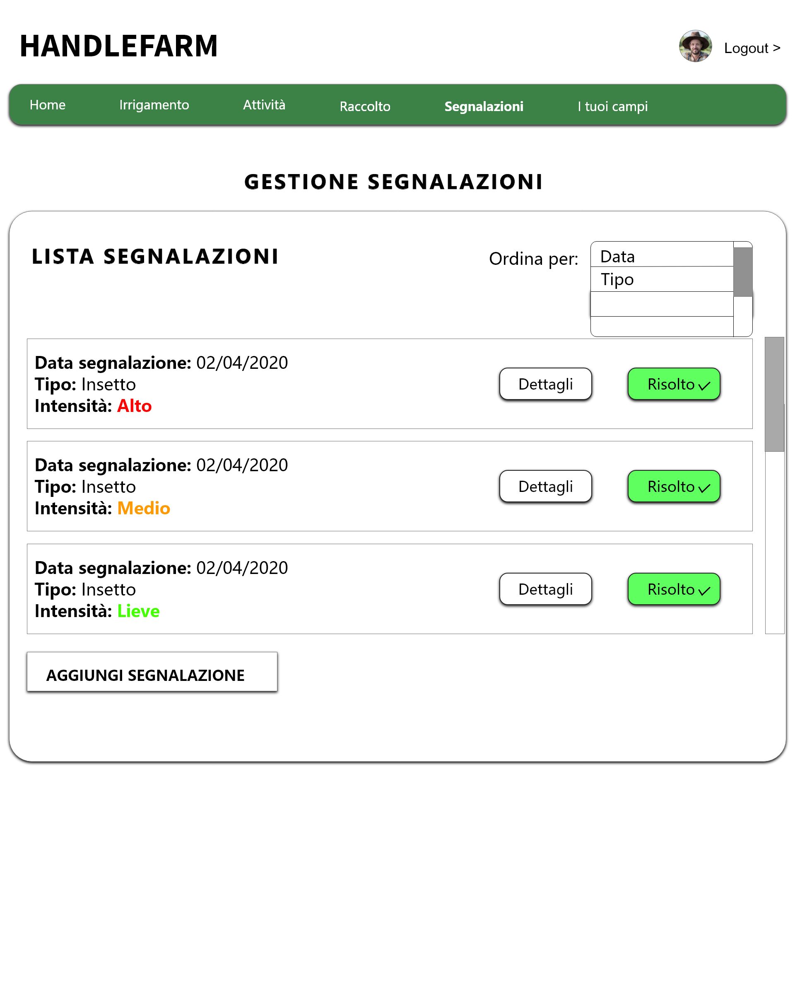 HANDLEFARM
Logout >
Home Irrigamento Attività Raccolto Segnalazioni I tuoi campi
GESTIONE SEGNALAZIONI
LISTA SEGNALAZIONI
Ordina per:
Data
Tipo
Data segnalazione: 02/04/2020
Tipo: Insetto
Intensità: Alto
Dettagli
Risolto
Data segnalazione: 02/04/2020
Tipo: Insetto
Intensità: Medio
Dettagli
Risolto
Data segnalazione: 02/04/2020
Tipo: Insetto
Intensità: Lieve
Dettagli
Risolto
AGGIUNGI SEGNALAZIONE